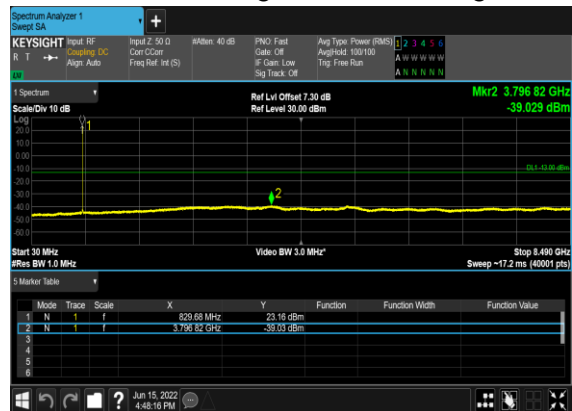 Spectrum Analyzer 1
Swept SA
+
KEYSIGHT Input: RF Input Z: 50 Ω #Atten: 40 dB PNO: Fast Avg Type: Power (RMS) 1 2 3 4 5 6
R T Coupling: DC Corr CCorr Gate: Off Avg|Hold: 100/100 A W W W W W
Align: Auto Freq Ref: Int (S) IF Gain: Low Trig: Free Run
LXI Sig Track: Off A N N N N N
1 Spectrum Ref Lvl Offset 7.30 dB Mkr2 3.796 82 GHz
Scale/Div 10 dB Ref Level 30.00 dBm -39.029 dBm
Log
1
20.0
10.0
0.00
-10.0
DL1 -13.00 dBm
-20.0
-30.0
2
-40.0
-50.0
-60.0
Start 30 MHz Video BW 3.0 MHz* Stop 8.490 GHz
#Res BW 1.0 MHz Sweep ~17.2 ms (40001 pts)
5 Marker Table
Mode Trace Scale X Y Function Function Width Function Value
1 N 1 f 829.68 MHz 23.16 dBm
2 N 1 f 3.796 82 GHz -39.03 dBm
3
4
5
6
? Jun 15, 2022
4:48:16 PM